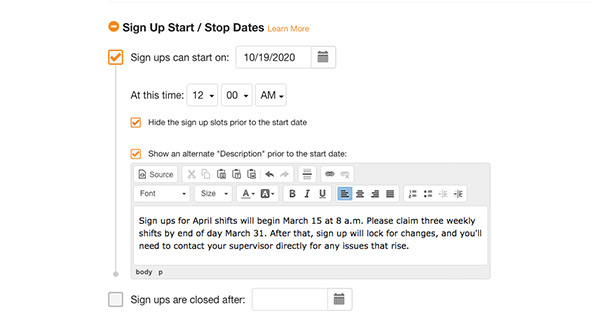 Sign Up Start / Stop Dates Learn More
Sign ups can start on: 10/19/2020
At this time: 12 00 AM
Hide the sign up slots prior to the start date
Show an alternate "Description" prior to the start date:
Source
Font Size A A B I U
Sign ups for April shifts will begin March 15 at 8 a.m. Please claim three weekly
shifts by end of day March 31. After that, sign up will lock for changes, and you'll
need to contact your supervisor directly for any issues that rise.
body p
Sign ups are closed after: